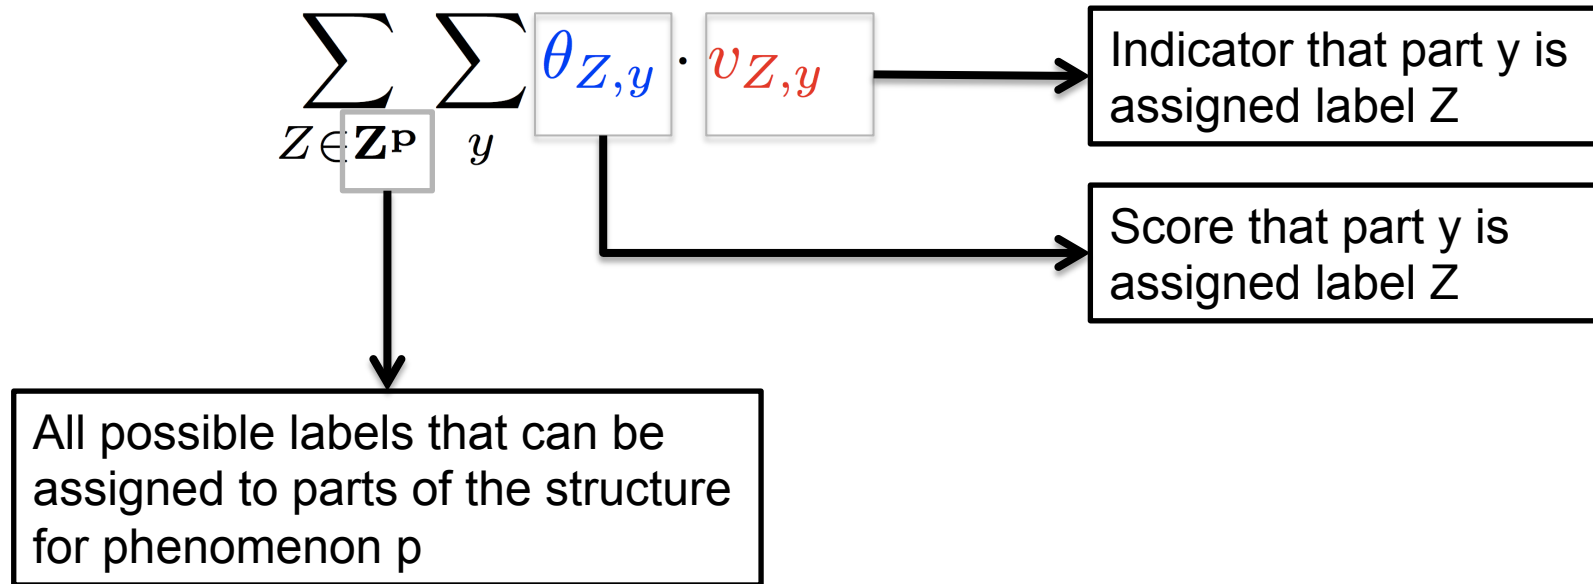 ∑ ∑ θ_{Z,y} · v_{Z,y}
Z∈𝐙ᵖ y
Indicator that part y is
assigned label Z
Score that part y is
assigned label Z
All possible labels that can be
assigned to parts of the structure
for phenomenon p